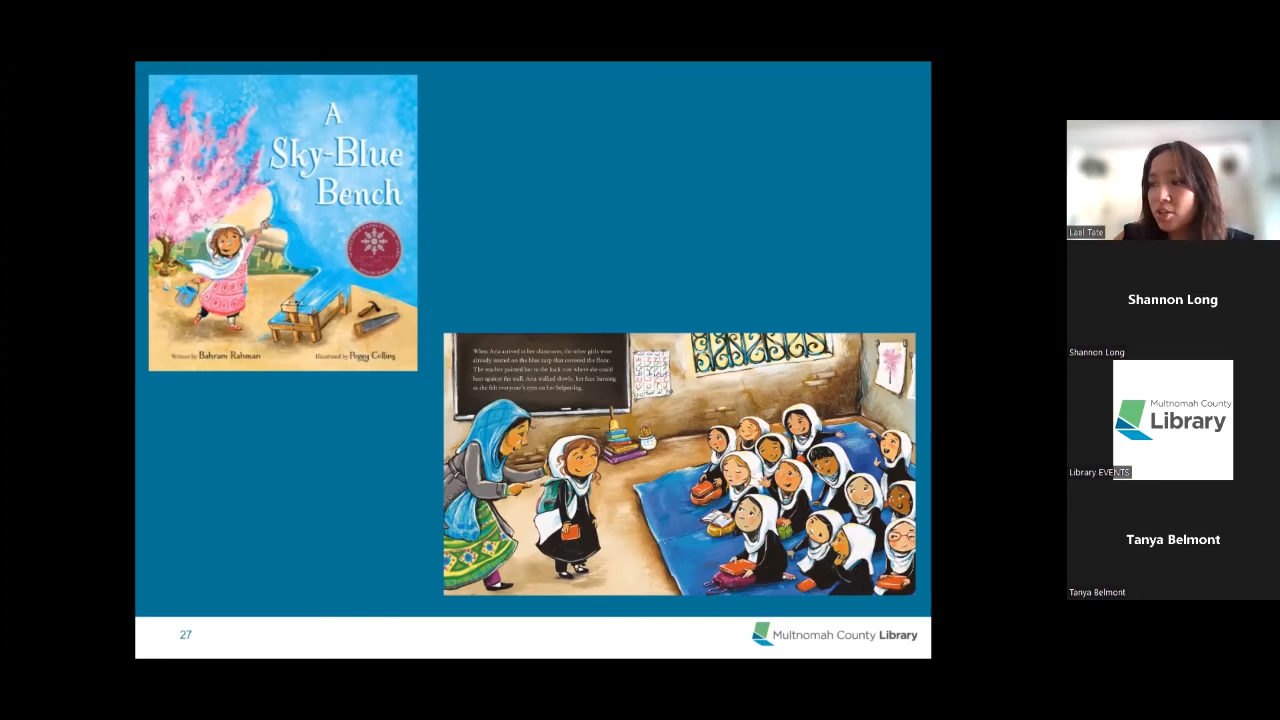 A
Sky-Blue
Bench
Written by Bahram Rahman
Illustrated by Peggy Collins
When Aria arrived at her classroom, the other girls were
already seated on the blue tarp that covered the floor.
The teacher pointed her to the back row where she could
lean against the wall. Aria walked slowly, her face burning
as she felt everyone's eyes on her helper-leg.
27
Multnomah County Library
Lael Tate
Shannon Long
Shannon Long
Multnomah County
Library
Library EVENTS
Tanya Belmont
Tanya Belmont